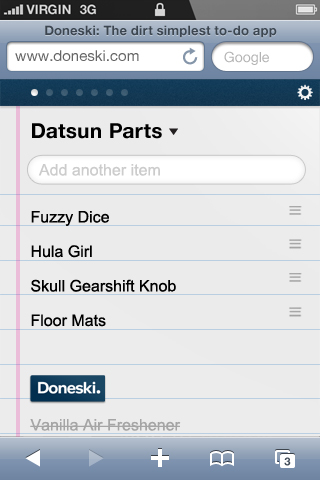 VIRGIN 3G
Doneski: The dirt simplest to-do app
www.doneski.com
Google
Datsun Parts
Add another item
Fuzzy Dice
Hula Girl
Skull Gearshift Knob
Floor Mats
Doneski.
Vanilla Air Freshener
3